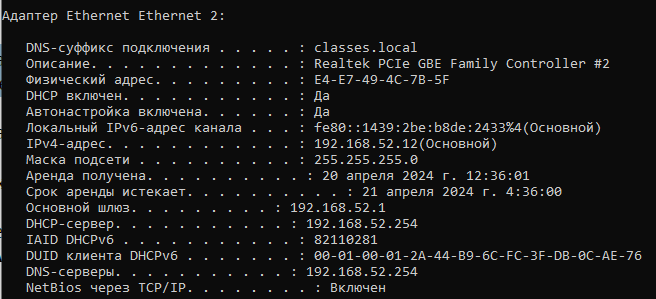 Адаптер Ethernet Ethernet 2:
DNS-суффикс подключения . . . . . : classes.local
Описание. . . . . . . . . . . . . : Realtek PCIe GBE Family Controller #2
Физический адрес. . . . . . . . . : E4-E7-49-4C-7B-5F
DHCP включен. . . . . . . . . . . : Да
Автонастройка включена. . . . . . : Да
Локальный IPv6-адрес канала . . . : fe80::1439:2be:b8de:2433%4(Основной)
IPv4-адрес. . . . . . . . . . . . : 192.168.52.12(Основной)
Маска подсети . . . . . . . . . . : 255.255.255.0
Аренда получена. . . . . . . . . . : 20 апреля 2024 г. 12:36:01
Срок аренды истекает. . . . . . . . . . : 21 апреля 2024 г. 4:36:00
Основной шлюз. . . . . . . . . : 192.168.52.1
DHCP-сервер. . . . . . . . . . . : 192.168.52.254
IAID DHCPv6 . . . . . . . . . . . : 82110281
DUID клиента DHCPv6 . . . . . . . : 00-01-00-01-2A-44-B9-6C-FC-3F-DB-0C-AE-76
DNS-серверы. . . . . . . . . . . : 192.168.52.254
NetBios через TCP/IP. . . . . . . . : Включен